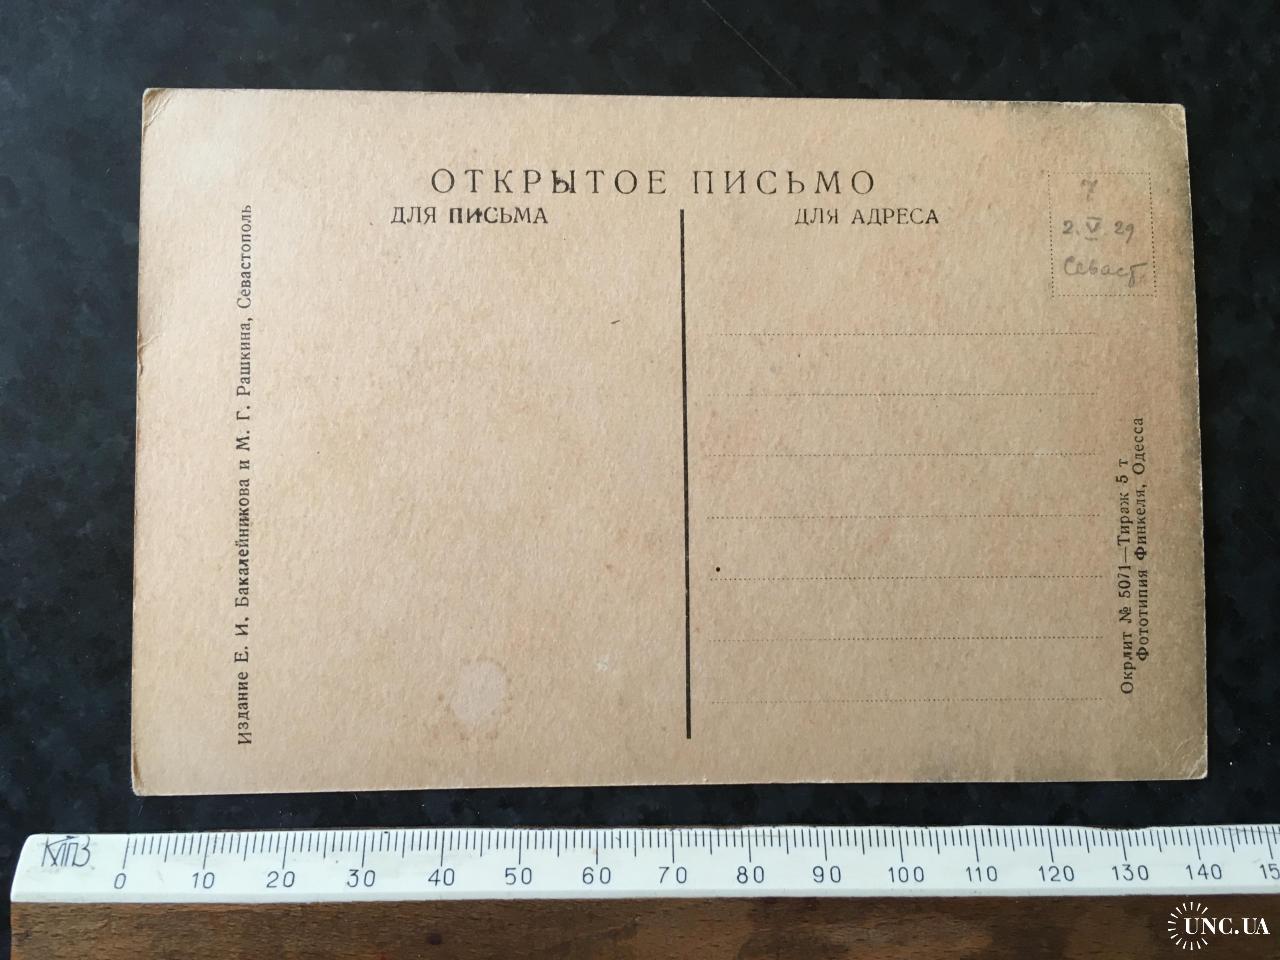 ОТКРЫТОЕ ПИСЬМО
ДЛЯ ПИСЬМА
ДЛЯ АДРЕСА
7
2.V.29
Севаст.
Издание Е. И. Бакалейникова и М. Г. Рашкина, Севастополь
Окрлит № 5071—Тираж 5 т
Фототипия Финкеля, Одесса
КПВ
0 10 20 30 40 50 60 70 80 90 100 110 120 130 140 15
UNC.UA